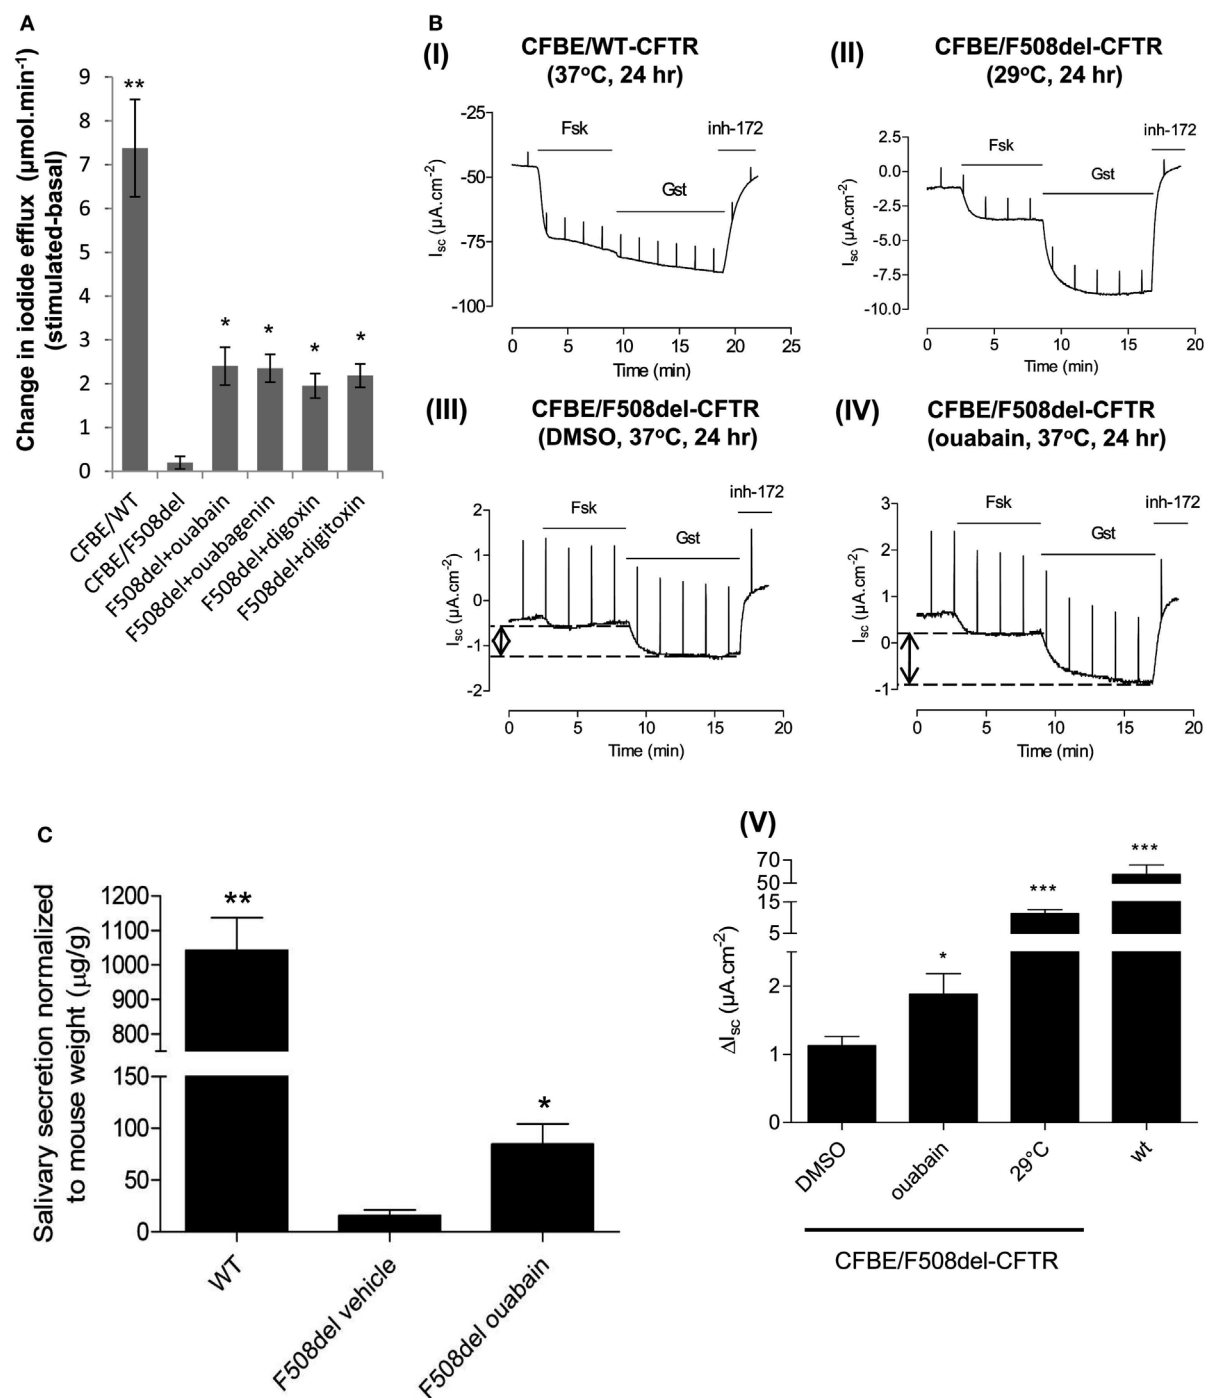 A
Change in iodide efflux (μmol.min⁻¹)
(stimulated-basal)
9
8
7
6
5
4
3
2
1
0
**
*
*
*
*
CFBE/WT
CFBE/F508del
F508del+ouabain
F508del+ouabagenin
F508del+digoxin
F508del+digitoxin
B
(I)
CFBE/WT-CFTR
(37°C, 24 hr)
Fsk
inh-172
Gst
Isc (μA.cm⁻²)
-25
-50
-75
-100
0 5 10 15 20 25
Time (min)
(II)
CFBE/F508del-CFTR
(29°C, 24 hr)
inh-172
Fsk
Gst
Isc (μA.cm⁻²)
2.5
0.0
-2.5
-5.0
-7.5
-10.0
0 5 10 15 20
Time (min)
(III)
CFBE/F508del-CFTR
(DMSO, 37°C, 24 hr)
inh-172
Fsk
Gst
Isc (μA.cm⁻²)
2
1
0
-1
-2
0 5 10 15 20
Time (min)
(IV)
CFBE/F508del-CFTR
(ouabain, 37°C, 24 hr)
inh-172
Fsk
Gst
Isc (μA.cm⁻²)
3
2
1
0
-1
0 5 10 15 20
Time (min)
C
Salivary secretion normalized
to mouse weight (μg/g)
1200
1100
1000
900
800
150
100
50
0
**
*
WT
F508del vehicle
F508del ouabain
(V)
ΔIsc (μA.cm⁻²)
70
50
15
5
2
1
0
*
***
***
DMSO
ouabain
29°C
wt
CFBE/F508del-CFTR